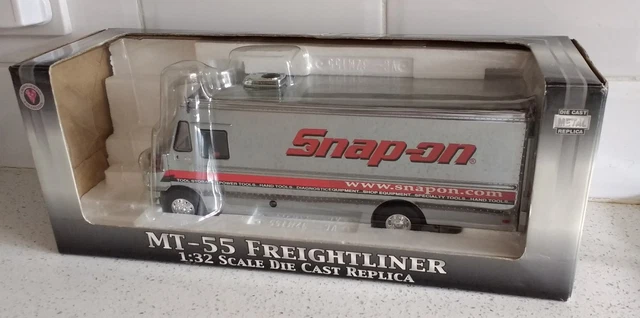 DIE CAST
METAL
REPLICA
Snap-on
www.snapon.com
MT-55 FREIGHTLINER
1:32 SCALE DIE CAST REPLICA